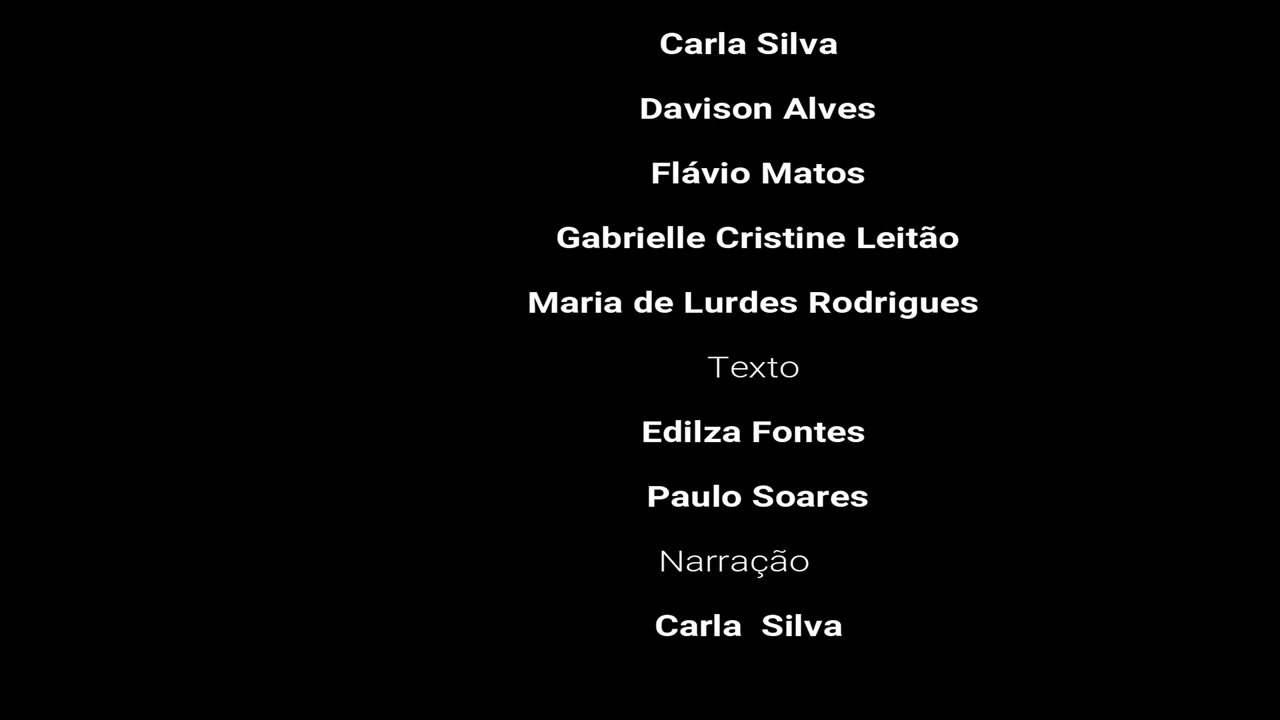 Carla Silva
Davison Alves
Flávio Matos
Gabrielle Cristine Leitão
Maria de Lurdes Rodrigues
Texto
Edilza Fontes
Paulo Soares
Narração
Carla  Silva